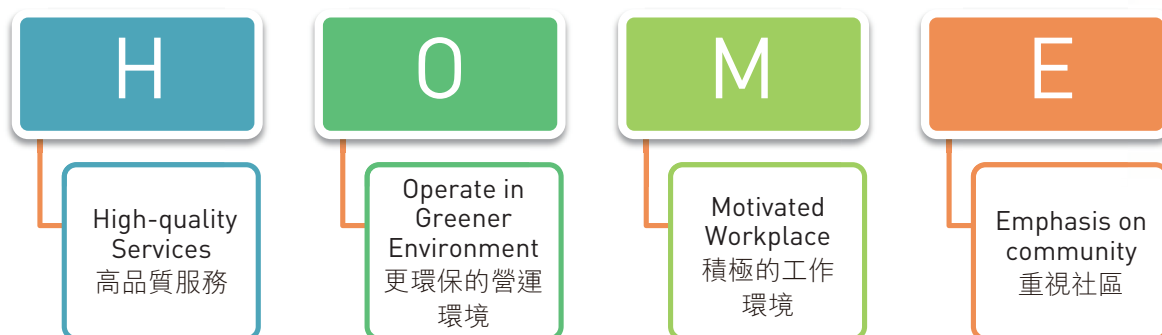 H
High-quality
Services
高品質服務
O
Operate in
Greener
Environment
更環保的營運
環境
M
Motivated
Workplace
積極的工作
環境
E
Emphasis on
community
重視社區